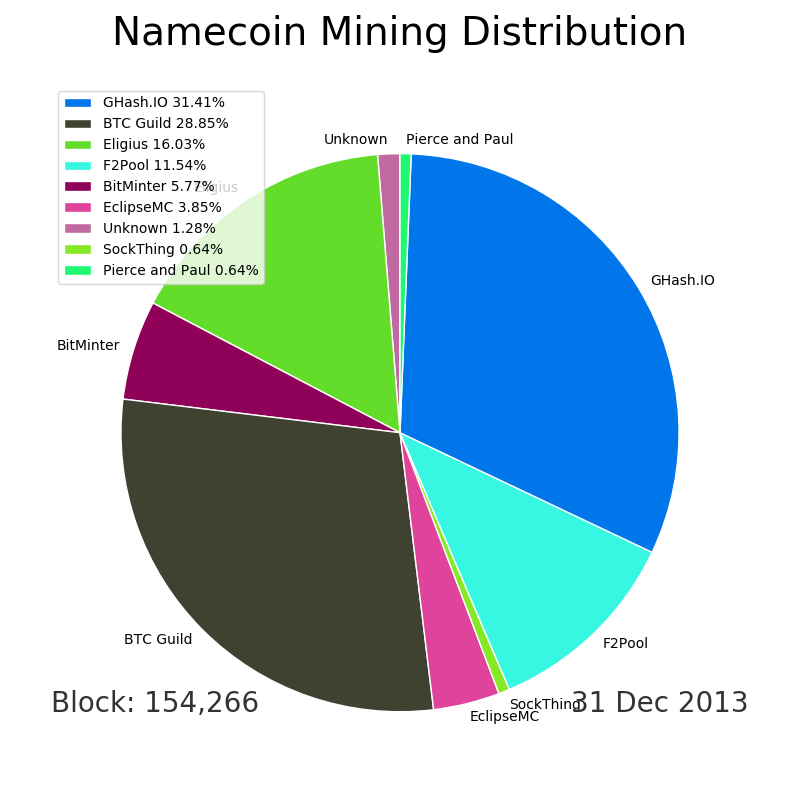 Namecoin Mining Distribution
GHash.IO 31.41%
BTC Guild 28.85%
Eligius 16.03%
F2Pool 11.54%
BitMinter 5.77%
EclipseMC 3.85%
Unknown 1.28%
SockThing 0.64%
Pierce and Paul 0.64%
Unknown
Pierce and Paul
Eligius
GHash.IO
BitMinter
BTC Guild
F2Pool
SockThing
EclipseMC
Block: 154,266
31 Dec 2013